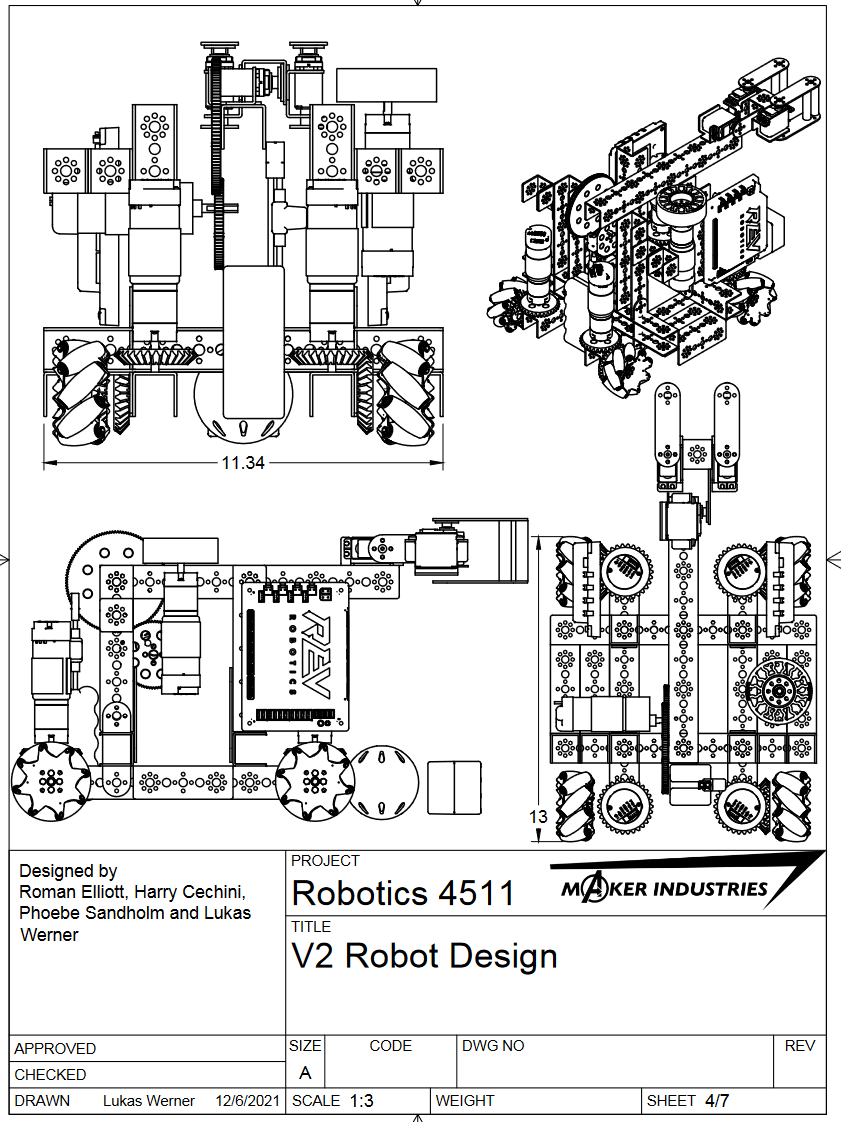 REV
ROBOTICS
11.34
REV
ROBOTICS
13
Designed by
Roman Elliott, Harry Cechini,
Phoebe Sandholm and Lukas
Werner
PROJECT
Robotics 4511
MAKER INDUSTRIES
TITLE
V2 Robot Design
APPROVED
CHECKED
DRAWN Lukas Werner 12/6/2021
SIZE
A
CODE
DWG NO
REV
SCALE 1:3
WEIGHT
SHEET 4/7